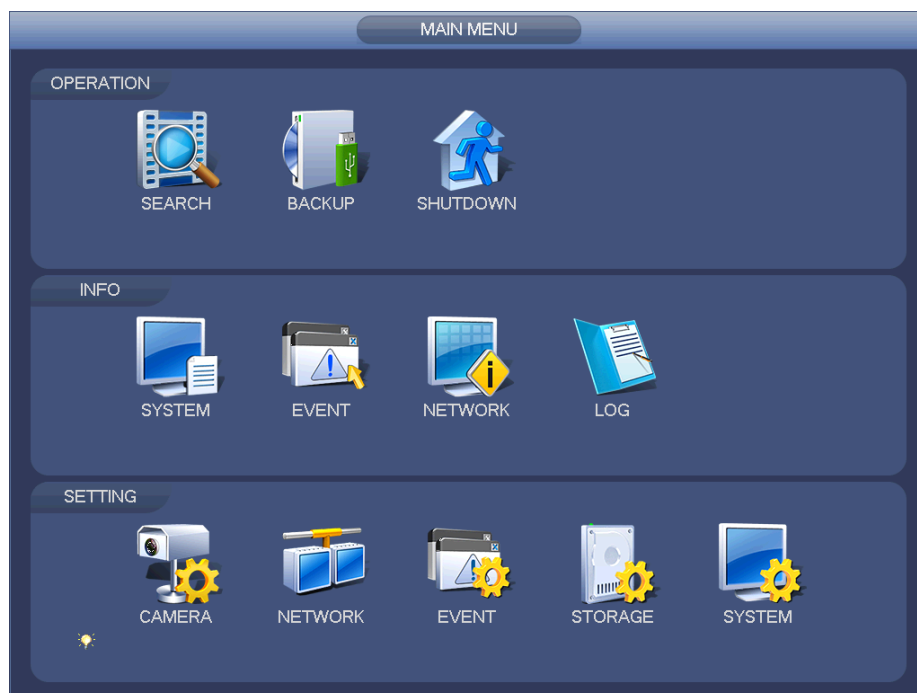 MAIN MENU
OPERATION
SEARCH BACKUP SHUTDOWN
INFO
SYSTEM EVENT NETWORK LOG
SETTING
CAMERA NETWORK EVENT STORAGE SYSTEM